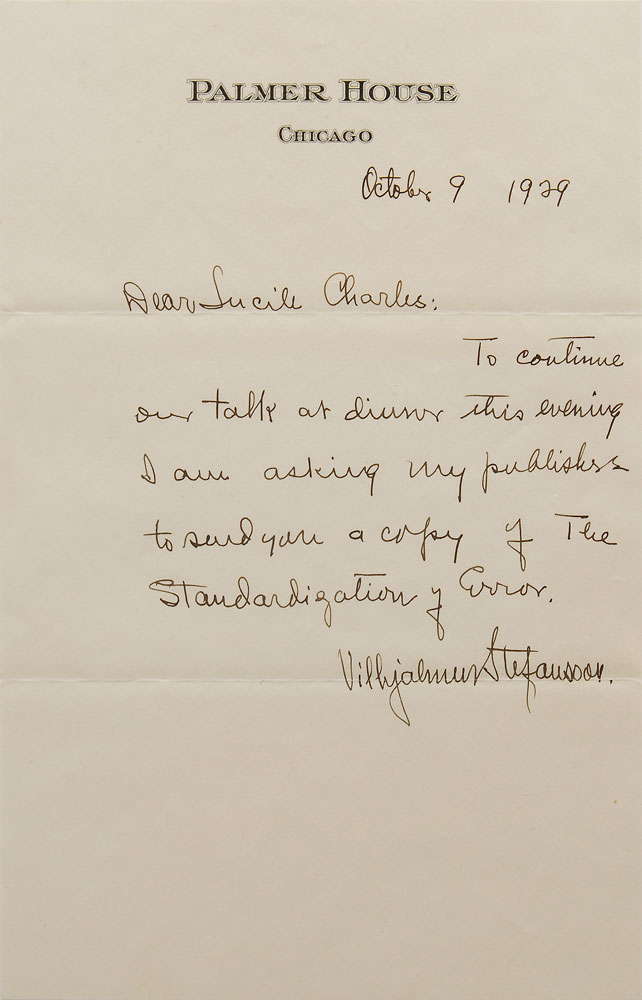 PALMER HOUSE
CHICAGO
October 9 1929
Dear Lucile Charles:
To continue
our talk at dinner this evening
I am asking my publishers
to send you a copy of The
Standardization of Error.
Vilhjalmur Stefansson.